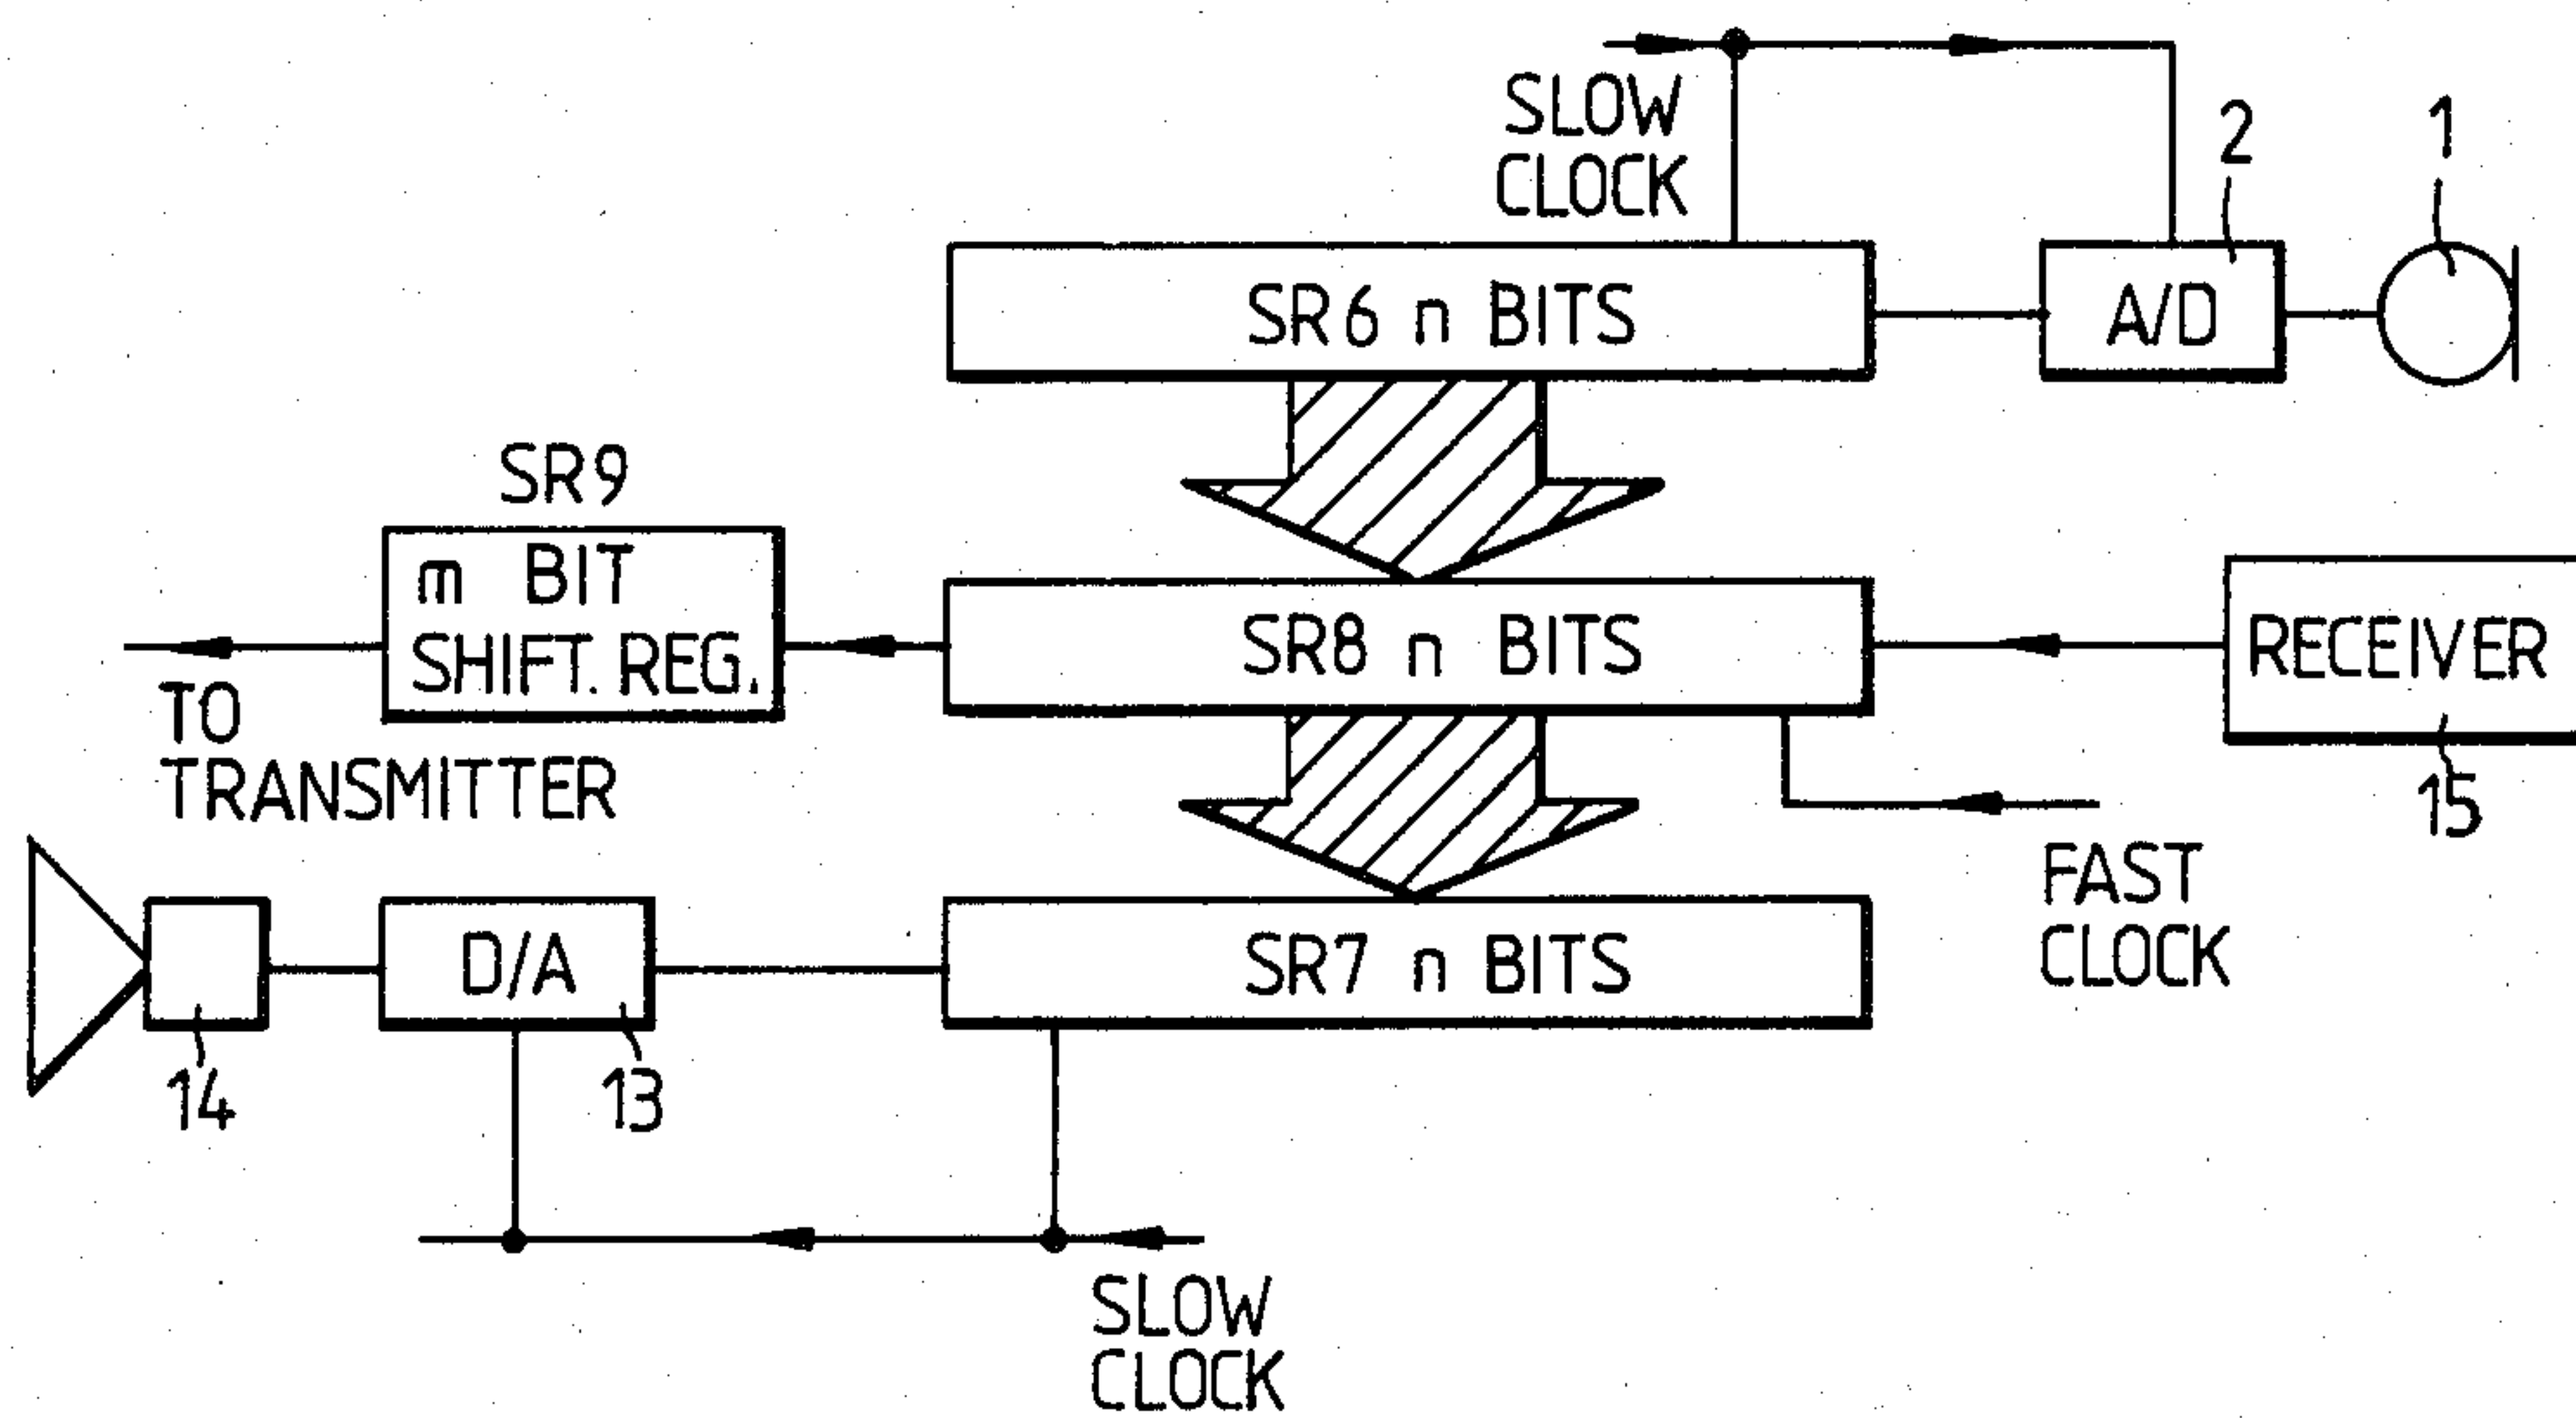 SLOW
CLOCK
2
1
SR6 n BITS
A/D
SR9
m BIT
SHIFT. REG.
SR8 n BITS
RECEIVER
TO
TRANSMITTER
15
FAST
CLOCK
D/A
SR7 n BITS
14
13
SLOW
CLOCK